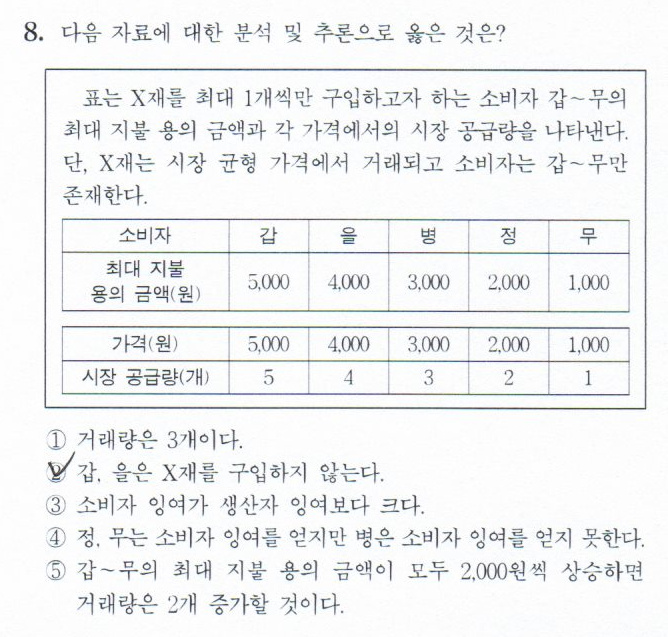 8. 다음 자료에 대한 분석 및 추론으로 옳은 것은?
표는 X재를 최대 1개씩만 구입하고자 하는 소비자 갑~무의
최대 지불 용의 금액과 각 가격에서의 시장 공급량을 나타낸다.
단, X재는 시장 균형 가격에서 거래되고 소비자는 갑~무만
존재한다.
소비자 갑 을 병 정 무
최대 지불
용의 금액(원) 5,000 4,000 3,000 2,000 1,000
가격(원) 5,000 4,000 3,000 2,000 1,000
시장 공급량(개) 5 4 3 2 1
① 거래량은 3개이다.
② 갑, 을은 X재를 구입하지 않는다.
③ 소비자 잉여가 생산자 잉여보다 크다.
④ 정, 무는 소비자 잉여를 얻지만 병은 소비자 잉여를 얻지 못한다.
⑤ 갑~무의 최대 지불 용의 금액이 모두 2,000원씩 상승하면
거래량은 2개 증가할 것이다.